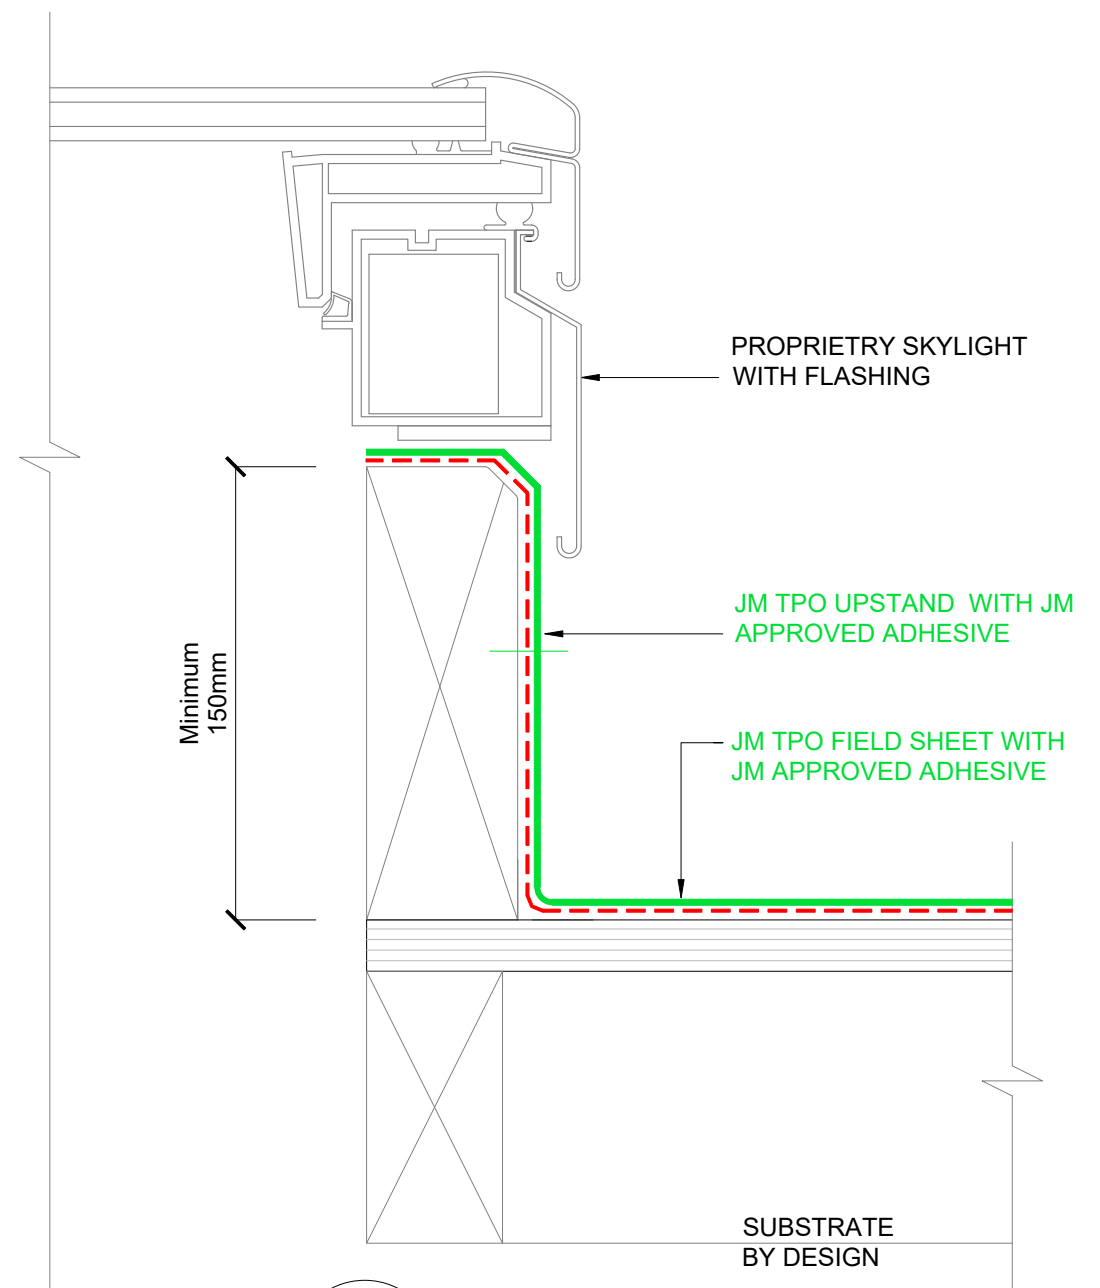 PROPRIETRY SKYLIGHT
WITH FLASHING
JM TPO UPSTAND WITH JM
APPROVED ADHESIVE
Minimum
150mm
JM TPO FIELD SHEET WITH
JM APPROVED ADHESIVE
SUBSTRATE
BY DESIGN